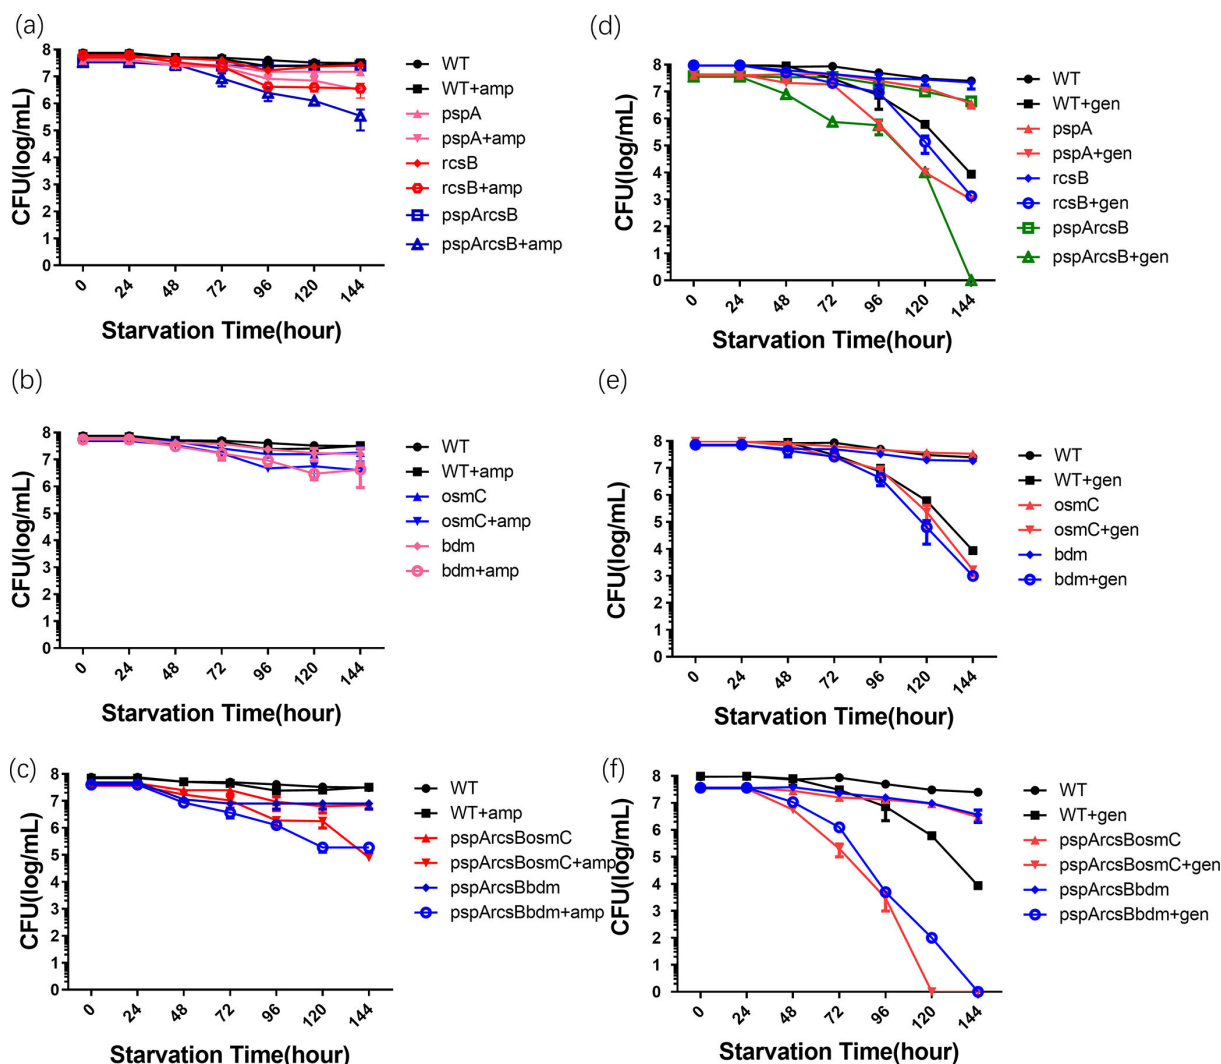 (a)
CFU(log/mL)
8
7
6
5
4
3
2
1
0
0 24 48 72 96 120 144
Starvation Time(hour)
WT
WT+amp
pspA
pspA+amp
rcsB
rcsB+amp
pspArcsB
pspArcsB+amp
(d)
CFU(log/mL)
8
7
6
5
4
3
2
1
0
0 24 48 72 96 120 144
Starvation Time(hour)
WT
WT+gen
pspA
pspA+gen
rcsB
rcsB+gen
pspArcsB
pspArcsB+gen
(b)
CFU(log/mL)
8
7
6
5
4
3
2
1
0
0 24 48 72 96 120 144
Starvation Time(hour)
WT
WT+amp
osmC
osmC+amp
bdm
bdm+amp
(e)
CFU(log/mL)
8
7
6
5
4
3
2
1
0
0 24 48 72 96 120 144
Starvation Time(hour)
WT
WT+gen
osmC
osmC+gen
bdm
bdm+gen
(c)
CFU(log/mL)
8
7
6
5
4
3
2
1
0
0 24 48 72 96 120 144
Starvation Time(hour)
WT
WT+amp
pspArcsBosmC
pspArcsBosmC+amp
pspArcsBbdm
pspArcsBbdm+amp
(f)
CFU(log/mL)
8
7
6
5
4
3
2
1
0
0 24 48 72 96 120 144
Starvation Time(hour)
WT
WT+gen
pspArcsBosmC
pspArcsBosmC+gen
pspArcsBbdm
pspArcsBbdm+gen